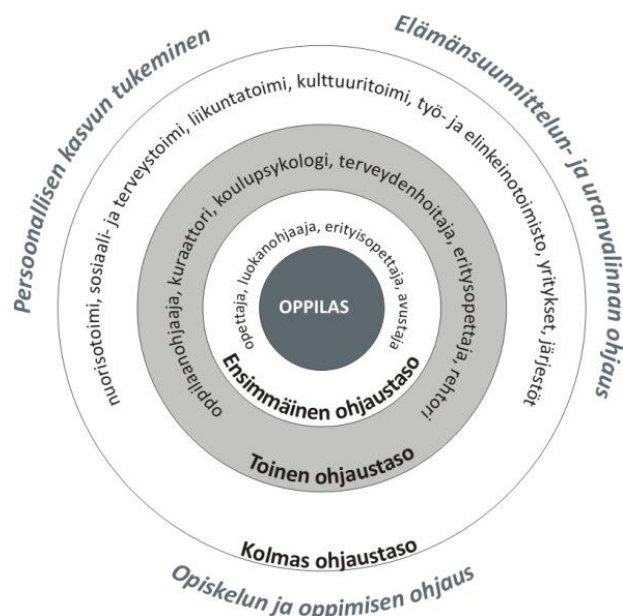 Persoonallisen kasvun tukeminen
Elämänsuunnittelun- ja uranvalinnan ohjaus
nuorisotoimi, sosiaali- ja terveystoimi, liikuntatoimi, kulttuuritoimi, työ- ja elinkeinotoimisto, yritykset, järjestöt
oppilaanohjaaja, kuraattori, koulupsykologi, terveydenhoitaja, eritysopettaja, rehtori
opettaja, luokanohjaaja, erityisopettaja, avustaja
OPPILAS
Ensimmäinen ohjaustaso
Toinen ohjaustaso
Kolmas ohjaustaso
Opiskelun ja oppimisen ohjaus